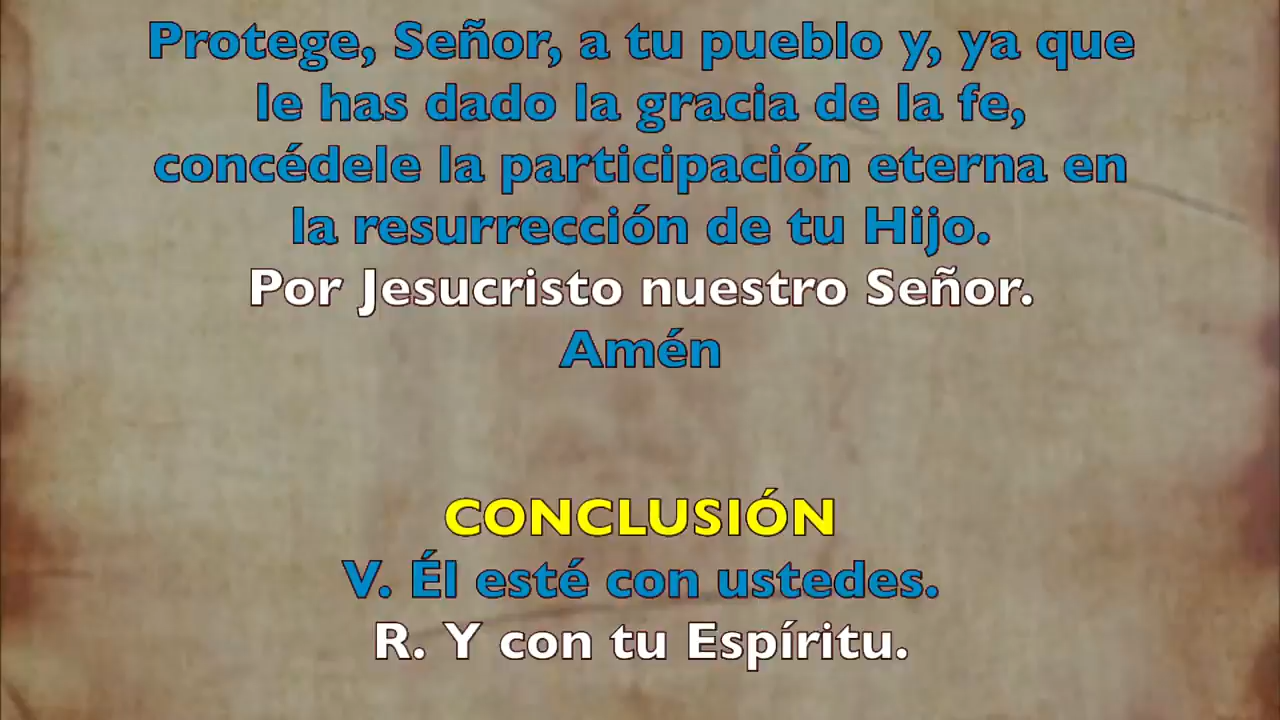 Protege, Señor, a tu pueblo y, ya que
le has dado la gracia de la fe,
concédele la participación eterna en
la resurrección de tu Hijo.
Por Jesucristo nuestro Señor.
Amén
CONCLUSIÓN
V. Él esté con ustedes.
R. Y con tu Espíritu.